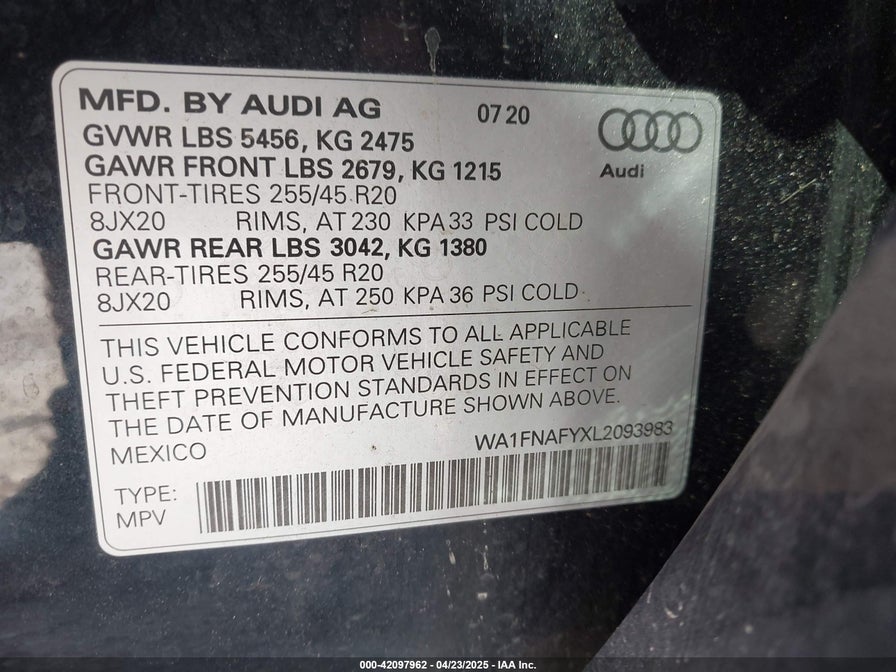 MFD. BY AUDI AG 07 20
GVWR LBS 5456, KG 2475
GAWR FRONT LBS 2679, KG 1215
Audi
FRONT-TIRES 255/45 R20
8JX20 RIMS, AT 230 KPA 33 PSI COLD
GAWR REAR LBS 3042, KG 1380
REAR-TIRES 255/45 R20
8JX20 RIMS, AT 250 KPA 36 PSI COLD
THIS VEHICLE CONFORMS TO ALL APPLICABLE
U.S. FEDERAL MOTOR VEHICLE SAFETY AND
THEFT PREVENTION STANDARDS IN EFFECT ON
THE DATE OF MANUFACTURE SHOWN ABOVE.
MEXICO WA1FNAFYXL2093983
TYPE:
MPV
000-42097962 - 04/23/2025 - IAA Inc.